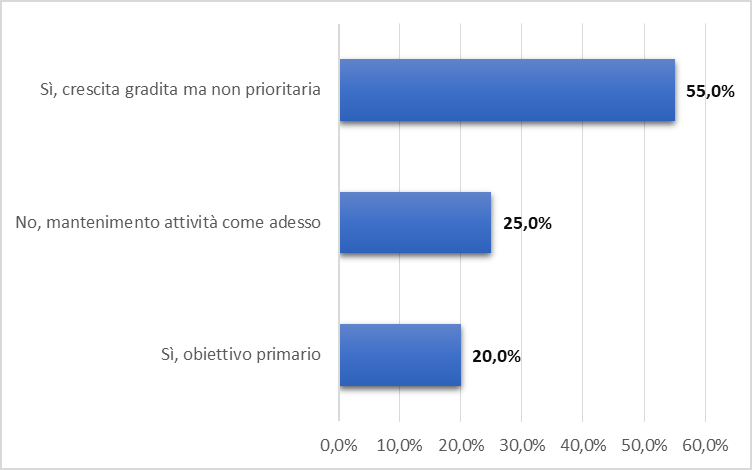 Sì, crescita gradita ma non prioritaria
55,0%
No, mantenimento attività come adesso
25,0%
Sì, obiettivo primario
20,0%
0,0% 10,0% 20,0% 30,0% 40,0% 50,0% 60,0%